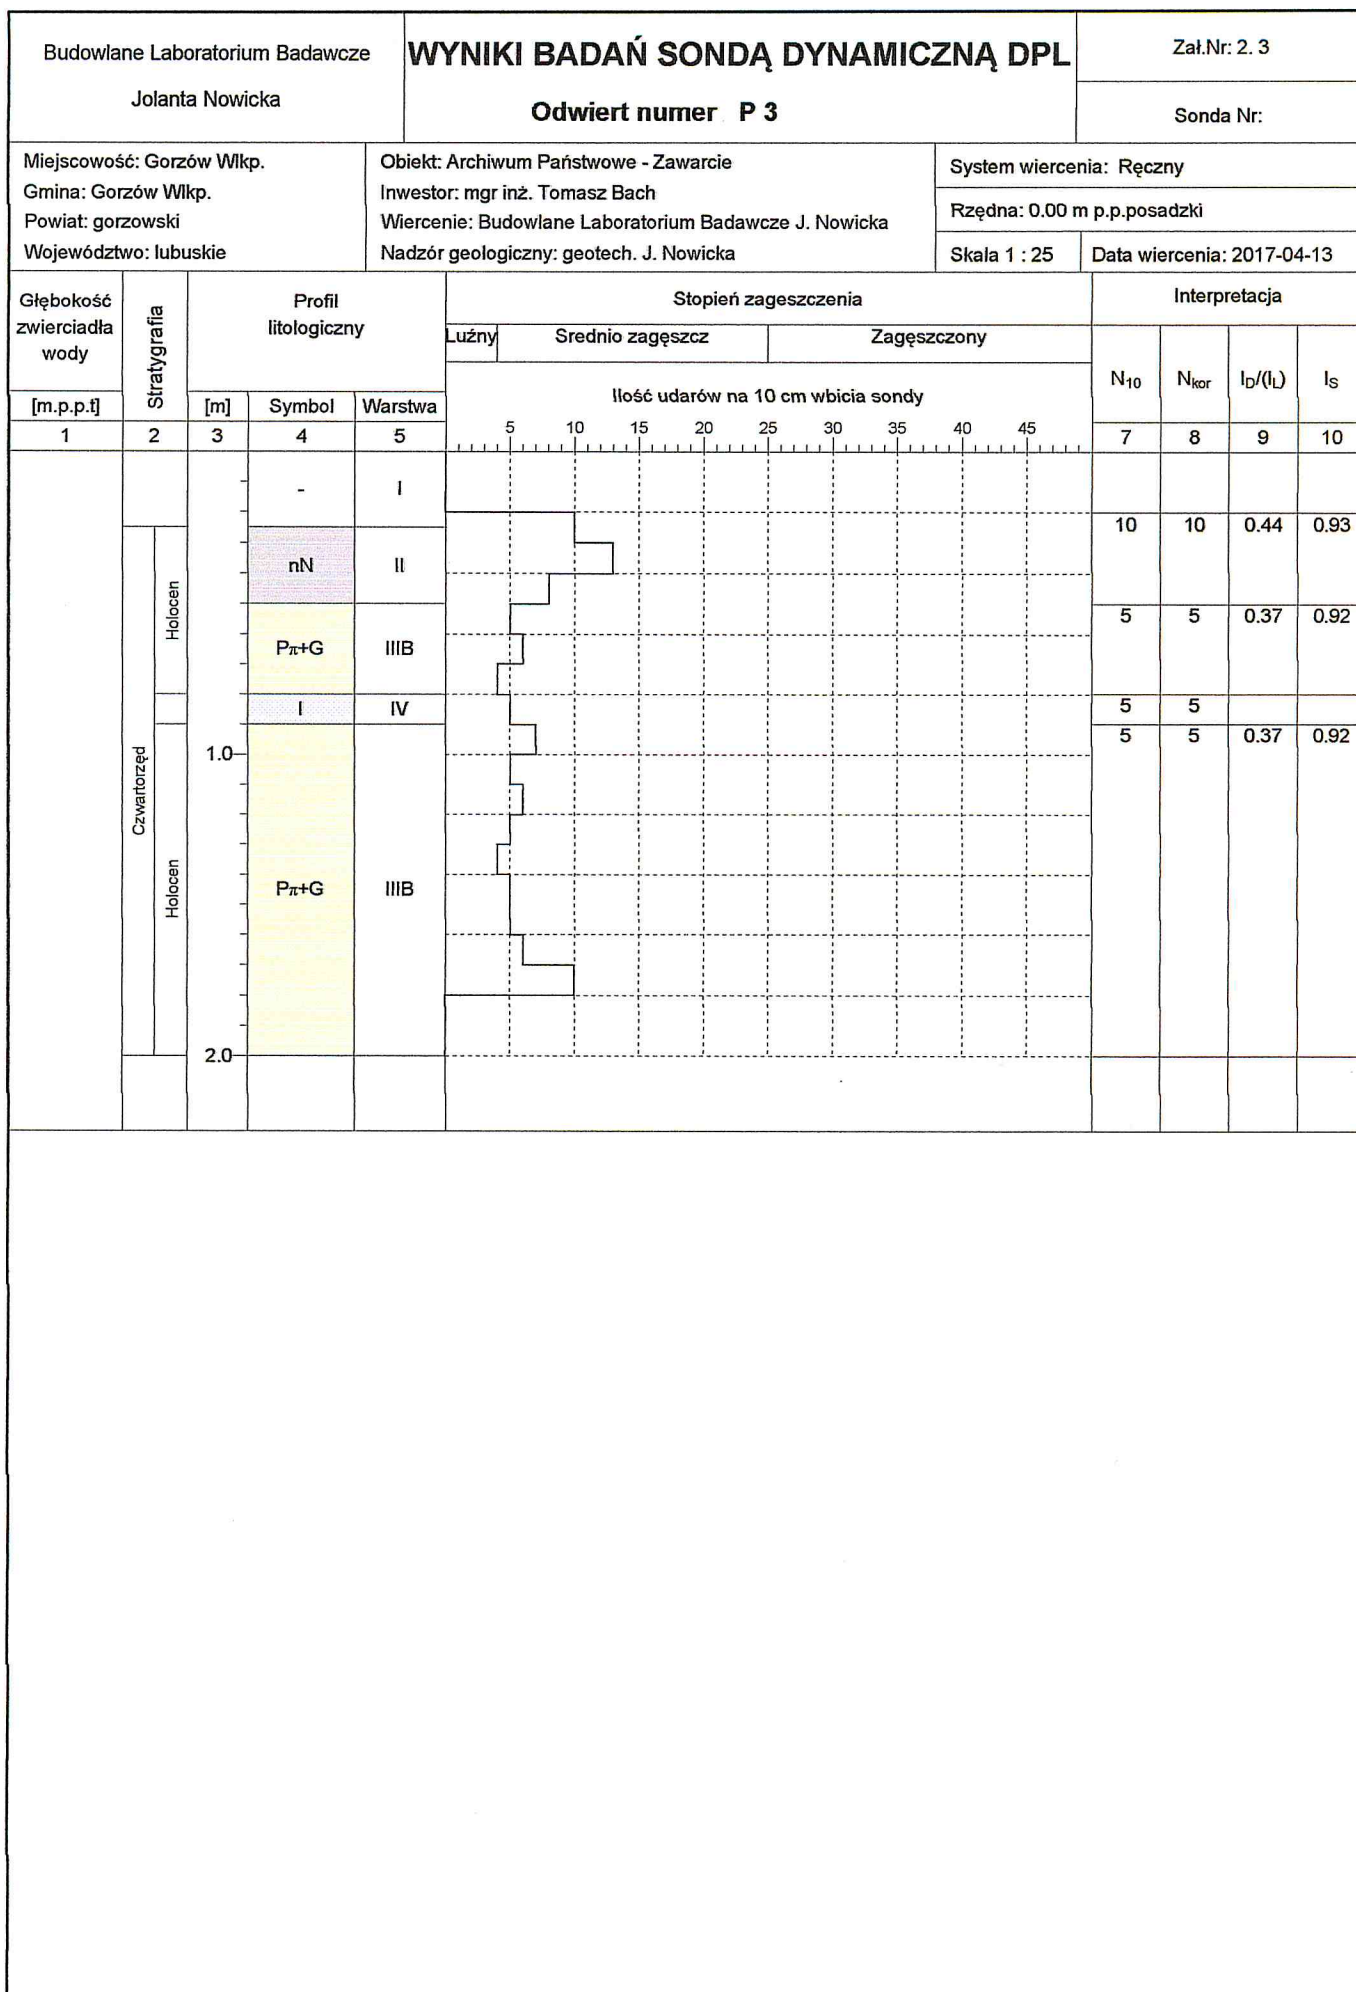 Budowlane Laboratorium Badawcze
Jolanta Nowicka
WYNIKI BADAŃ SONDĄ DYNAMICZNĄ DPL
Odwiert numer P 3
Zał.Nr: 2. 3
Sonda Nr:
Miejscowość: Gorzów Wlkp.
Gmina: Gorzów Wlkp.
Powiat: gorzowski
Województwo: lubuskie
Obiekt: Archiwum Państwowe - Zawarcie
Inwestor: mgr inż. Tomasz Bach
Wiercenie: Budowlane Laboratorium Badawcze J. Nowicka
Nadzór geologiczny: geotech. J. Nowicka
System wiercenia: Ręczny
Rzędna: 0.00 m p.p.posadzki
Skala 1 : 25
Data wiercenia: 2017-04-13
Głębokość
zwierciadła
wody
[m.p.p.t]
Stratygrafia
Profil
litologiczny
[m] Symbol Warstwa
Stopień zageszczenia
Luźny Srednio zagęszcz Zagęszczony
Ilość udarów na 10 cm wbicia sondy
5 10 15 20 25 30 35 40 45
Interpretacja
N10 Nkor ID/(IL) IS
1 2 3 4 5 7 8 9 10
- I
10 10 0.44 0.93
nN II
Holocen
5 5 0.37 0.92
Pπ+G IIIB
I IV
5 5
5 5 0.37 0.92
1.0
Czwartorzęd
Holocen
Pπ+G IIIB
2.0